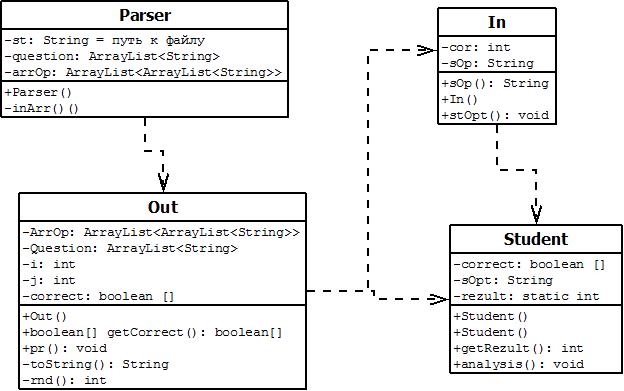 Parser
-st: String = путь к файлу
-question: ArrayList<String>
-arrOp: ArrayList<ArrayList<String>>
+Parser()
-inArr()()
In
-cor: int
-sOp: String
+sOp(): String
+In()
+stOpt(): void
Out
-ArrOp: ArrayList<ArrayList<String>>
-Question: ArrayList<String>
-i: int
-j: int
-correct: boolean []
+Out()
+boolean[] getCorrect(): boolean[]
+pr(): void
-toString(): String
-rnd(): int
Student
-correct: boolean []
-sOpt: String
-rezult: static int
+Student()
+Student()
+getRezult(): int
+analysis(): void